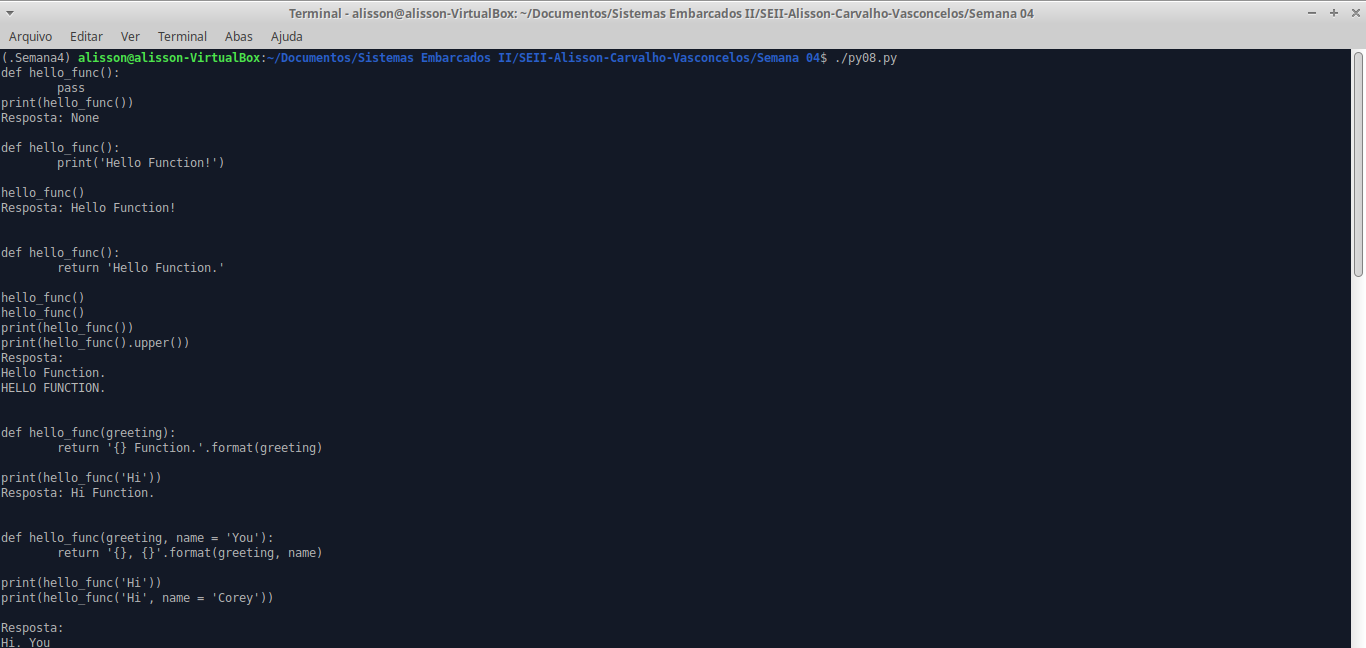 Terminal - alisson@alisson-VirtualBox: ~/Documentos/Sistemas Embarcados II/SEII-Alisson-Carvalho-Vasconcelos/Semana 04
Arquivo Editar Ver Terminal Abas Ajuda
(.Semana4) alisson@alisson-VirtualBox:~/Documentos/Sistemas Embarcados II/SEII-Alisson-Carvalho-Vasconcelos/Semana 04$ ./py08.py
def hello_func():
        pass
print(hello_func())
Resposta: None

def hello_func():
        print('Hello Function!')

hello_func()
Resposta: Hello Function!


def hello_func():
        return 'Hello Function.'

hello_func()
hello_func()
print(hello_func())
print(hello_func().upper())
Resposta:
Hello Function.
HELLO FUNCTION.


def hello_func(greeting):
        return '{} Function.'.format(greeting)

print(hello_func('Hi'))
Resposta: Hi Function.


def hello_func(greeting, name = 'You'):
        return '{}, {}'.format(greeting, name)

print(hello_func('Hi'))
print(hello_func('Hi', name = 'Corey'))

Resposta:
Hi, You